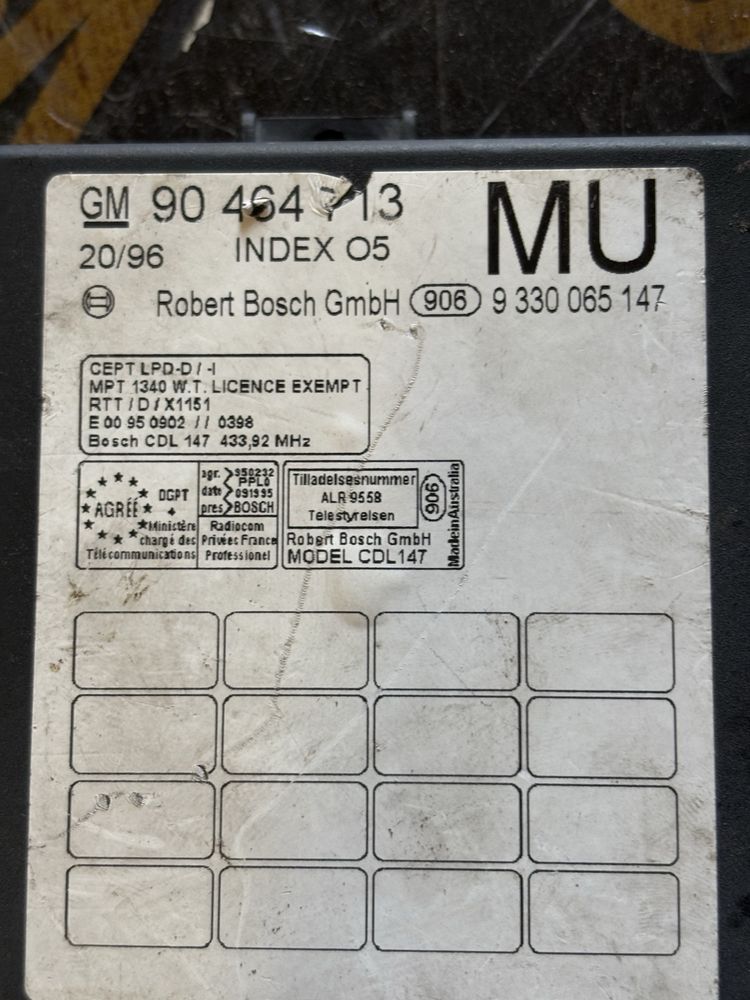 GM 90 464 713 MU
20/96 INDEX O5
Robert Bosch GmbH 906 9 330 065 147
CEPT LPD-D / -I
MPT 1340 W.T. LICENCE EXEMPT
RTT / D / X1151
E 00 95 0902 // 0398
Bosch CDL 147 433,92 MHz
AGRÉÉ DGPT
Ministère
chargé des
Télécommunications
agr. 950232
PPL0
date 091995
pres BOSCH
Radiocom
Privées France
Professionel
Tilladelsesnummer
ALR 9558
Telestyrelsen
906
Robert Bosch GmbH
MODEL CDL147
Made in Australia